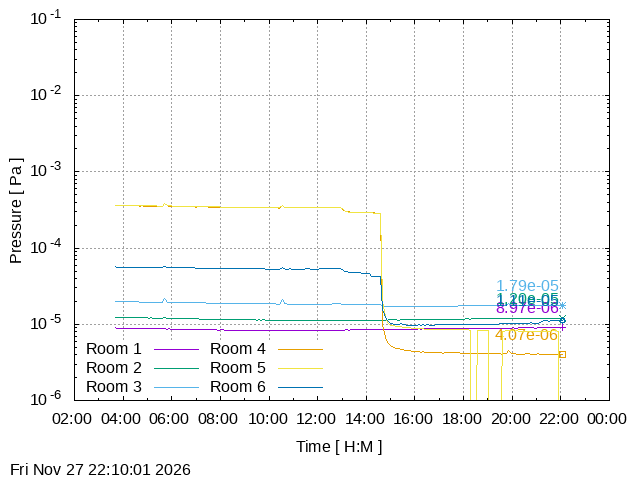 10^-1
10^-2
10^-3
10^-4
10^-5
10^-6
Pressure [ Pa ]
1.79e-05
1.20e-05
8.97e-06
4.07e-06
Room 1 Room 4
Room 2 Room 5
Room 3 Room 6
02:00 04:00 06:00 08:00 10:00 12:00 14:00 16:00 18:00 20:00 22:00 00:00
Time [ H:M ]
Fri Nov 27 22:10:01 2026